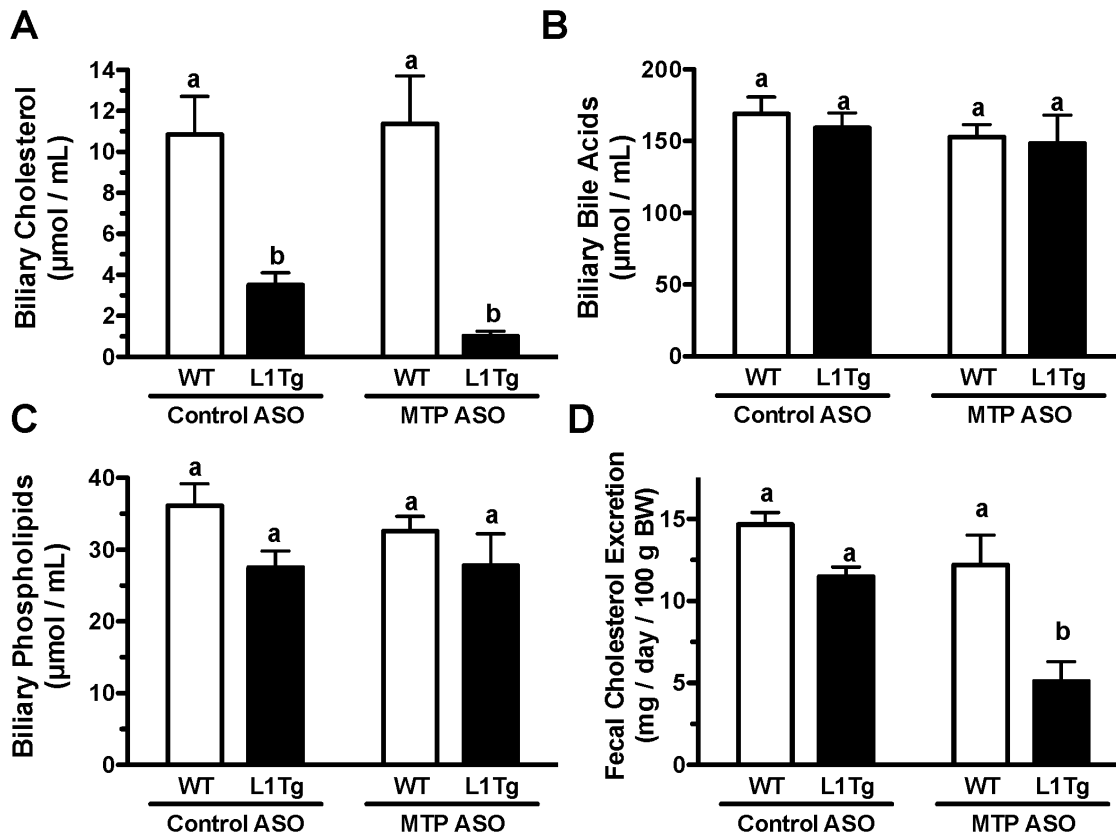 A
Biliary Cholesterol
(µmol / mL)
14
12
10
8
6
4
2
0
a
b
a
b
WT L1Tg WT L1Tg
Control ASO MTP ASO
B
Biliary Bile Acids
(µmol / mL)
200
150
100
50
0
a a a a
WT L1Tg WT L1Tg
Control ASO MTP ASO
C
Biliary Phospholipids
(µmol / mL)
40
30
20
10
0
a a a a
WT L1Tg WT L1Tg
Control ASO MTP ASO
D
Fecal Cholesterol Excretion
(mg / day / 100 g BW)
15
10
5
0
a a a b
WT L1Tg WT L1Tg
Control ASO MTP ASO